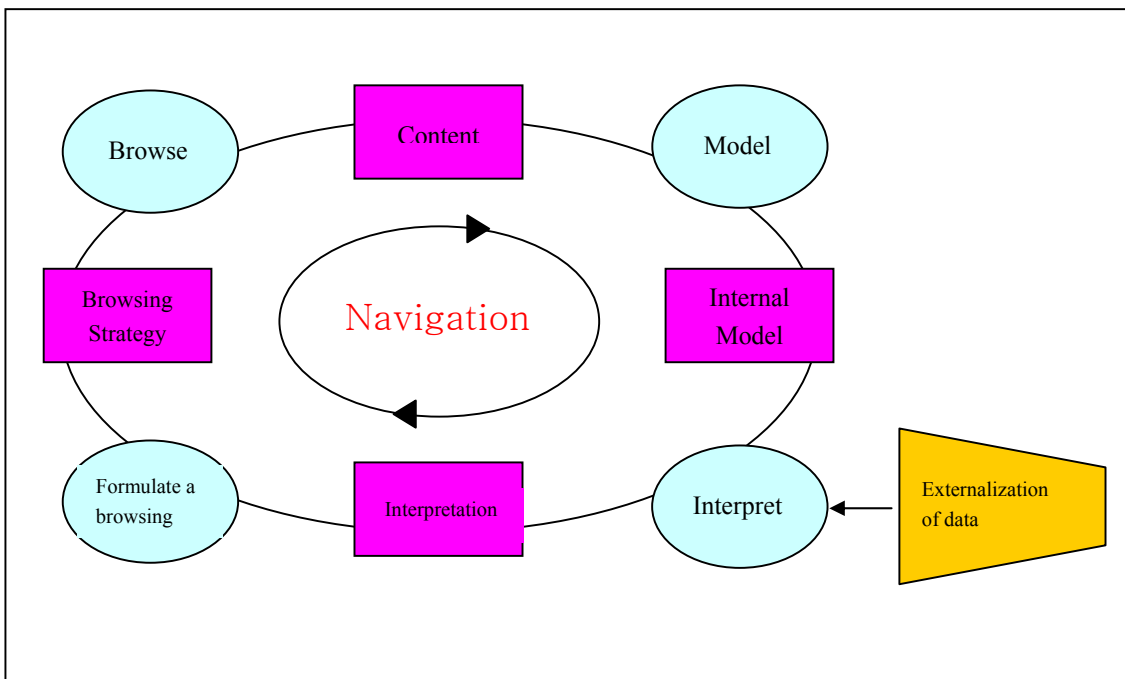 Content
Browse
Model
Browsing
Strategy
Navigation
Internal
Model
Formulate a
browsing
Interpretation
Interpret
Externalization
of data